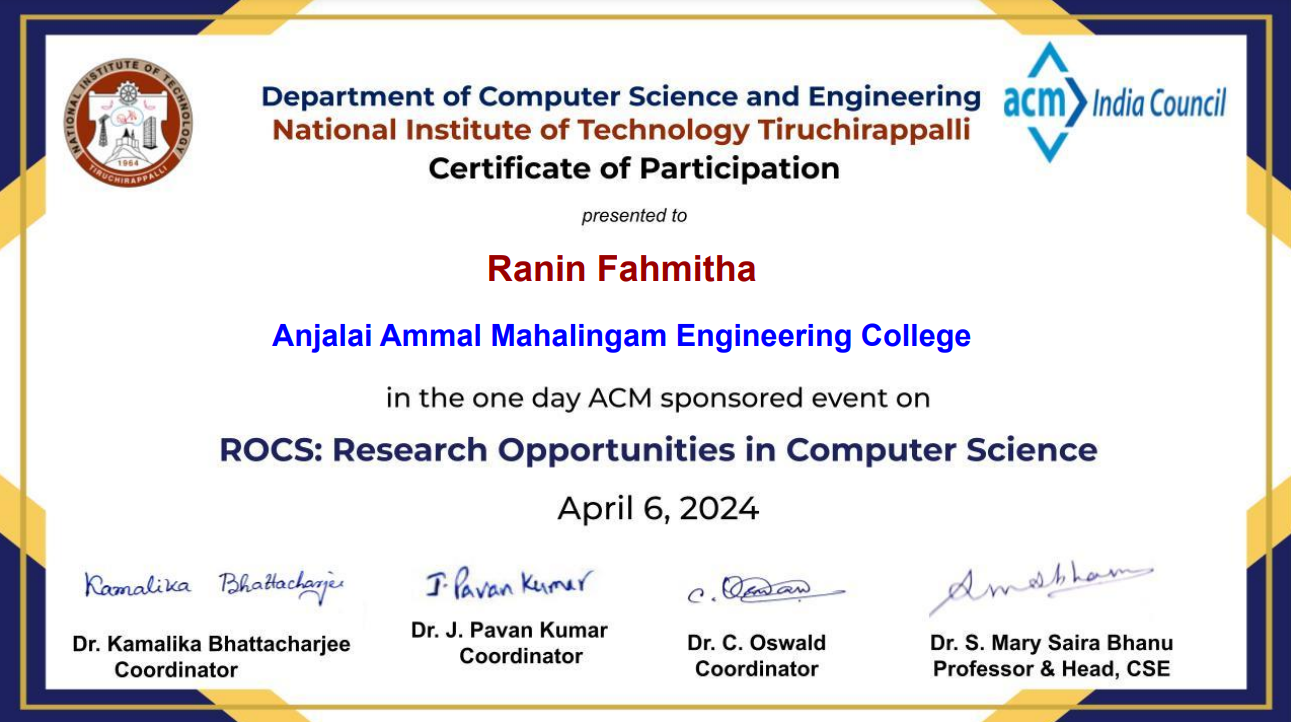 NATIONAL INSTITUTE OF TECHNOLOGY
1964
TIRUCHIRAPPALLI
acm India Council
Department of Computer Science and Engineering
National Institute of Technology Tiruchirappalli
Certificate of Participation
presented to
Ranin Fahmitha
Anjalai Ammal Mahalingam Engineering College
in the one day ACM sponsored event on
ROCS: Research Opportunities in Computer Science
April 6, 2024
Kamalika Bhattacharjee
J. Pavan Kumar
C. Oswald
Dr. Kamalika Bhattacharjee
Coordinator
Dr. J. Pavan Kumar
Coordinator
Dr. C. Oswald
Coordinator
Dr. S. Mary Saira Bhanu
Professor & Head, CSE